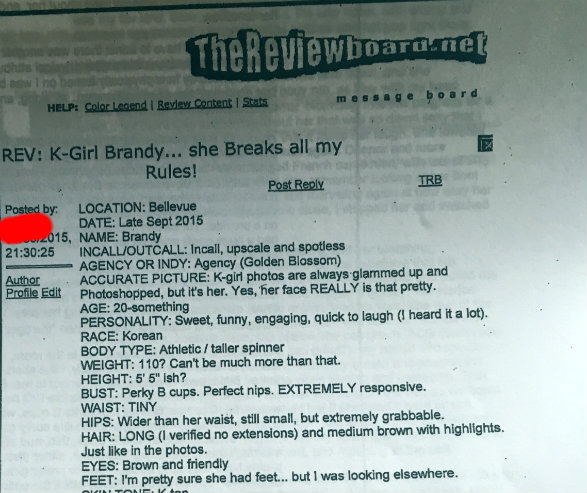 TheReviewboard.net
message board
HELP: Color Legend | Review Content | Stats
REV: K-Girl Brandy... she Breaks all my
Rules!
Post Reply
TRB
Posted by:
2015,
21:30:25
Author
Profile Edit
LOCATION: Bellevue
DATE: Late Sept 2015
NAME: Brandy
INCALL/OUTCALL: Incall, upscale and spotless
AGENCY OR INDY: Agency (Golden Blossom)
ACCURATE PICTURE: K-girl photos are always glammed up and
Photoshopped, but it's her. Yes, her face REALLY is that pretty.
AGE: 20-something
PERSONALITY: Sweet, funny, engaging, quick to laugh (I heard it a lot).
RACE: Korean
BODY TYPE: Athletic / taller spinner
WEIGHT: 110? Can't be much more than that.
HEIGHT: 5' 5" ish?
BUST: Perky B cups. Perfect nips. EXTREMELY responsive.
WAIST: TINY
HIPS: Wider than her waist, still small, but extremely grabbable.
HAIR: LONG (I verified no extensions) and medium brown with highlights.
Just like in the photos.
EYES: Brown and friendly
FEET: I'm pretty sure she had feet... but I was looking elsewhere.